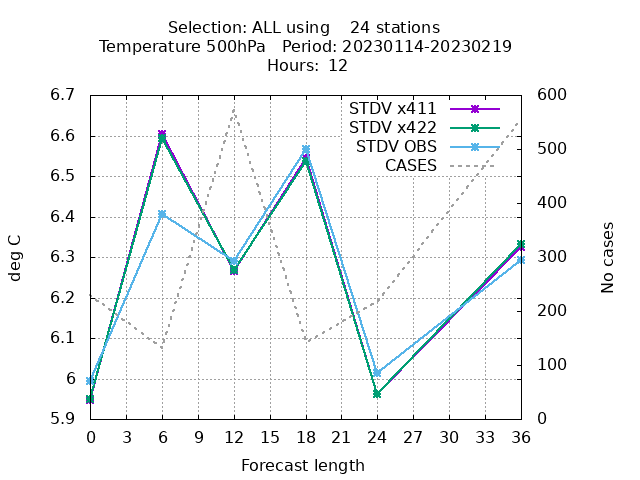 Selection: ALL using    24 stations
Temperature 500hPa   Period: 20230114-20230219
Hours: 12
6.7
6.6
6.5
6.4
6.3
6.2
6.1
6
5.9
600
500
400
300
200
100
0
STDV x411
STDV x422
STDV OBS
CASES
deg C
No cases
0 3 6 9 12 15 18 21 24 27 30 33 36
Forecast length